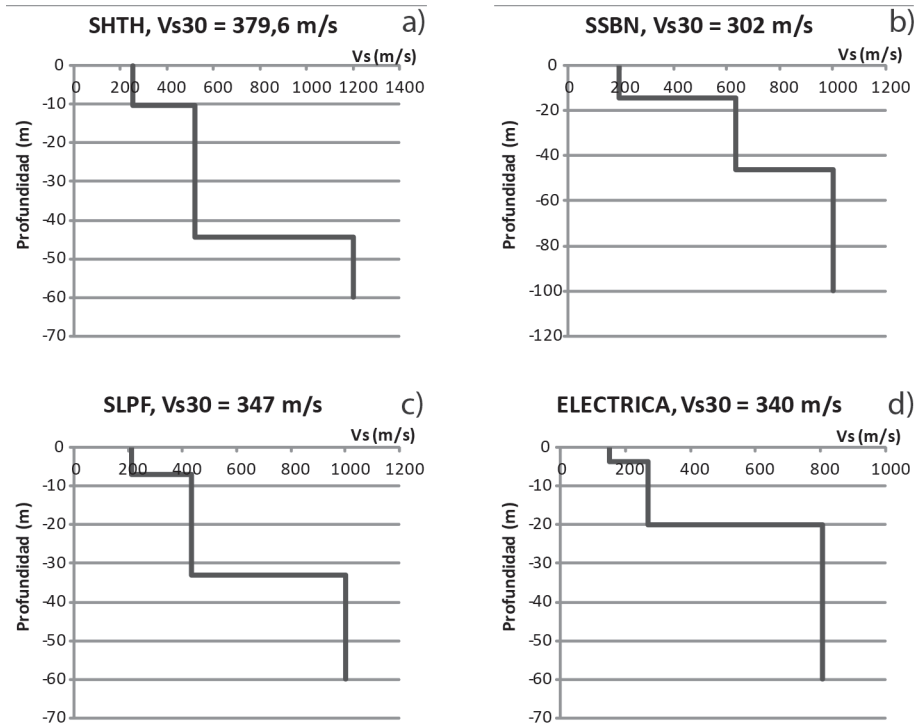 SHTH, Vs30 = 379,6 m/s
a)
Vs (m/s)
0 200 400 600 800 1000 1200 1400
Profundidad (m)
0
-10
-20
-30
-40
-50
-60
-70
SSBN, Vs30 = 302 m/s
b)
Vs (m/s)
0 200 400 600 800 1000 1200
Profundidad (m)
0
-20
-40
-60
-80
-100
-120
SLPF, Vs30 = 347 m/s
c)
Vs (m/s)
0 200 400 600 800 1000 1200
Profundidad (m)
0
-10
-20
-30
-40
-50
-60
-70
ELECTRICA, Vs30 = 340 m/s
d)
Vs (m/s)
0 200 400 600 800 1000
Profundidad (m)
0
-10
-20
-30
-40
-50
-60
-70